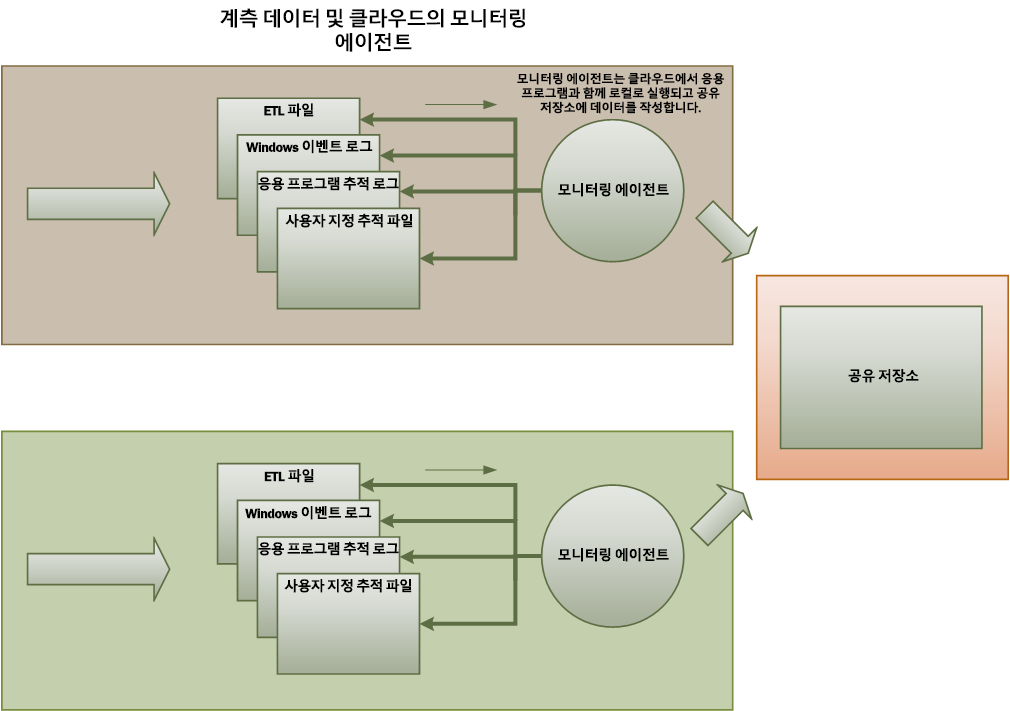 계측 데이터 및 클라우드의 모니터링
에이전트
모니터링 에이전트는 클라우드에서 응용
프로그램과 함께 로컬로 실행되고 공유
저장소에 데이터를 작성합니다.
ETL 파일
Windows 이벤트 로그
응용 프로그램 추적 로그
사용자 지정 추적 파일
모니터링 에이전트
공유 저장소
ETL 파일
Windows 이벤트 로그
응용 프로그램 추적 로그
사용자 지정 추적 파일
모니터링 에이전트